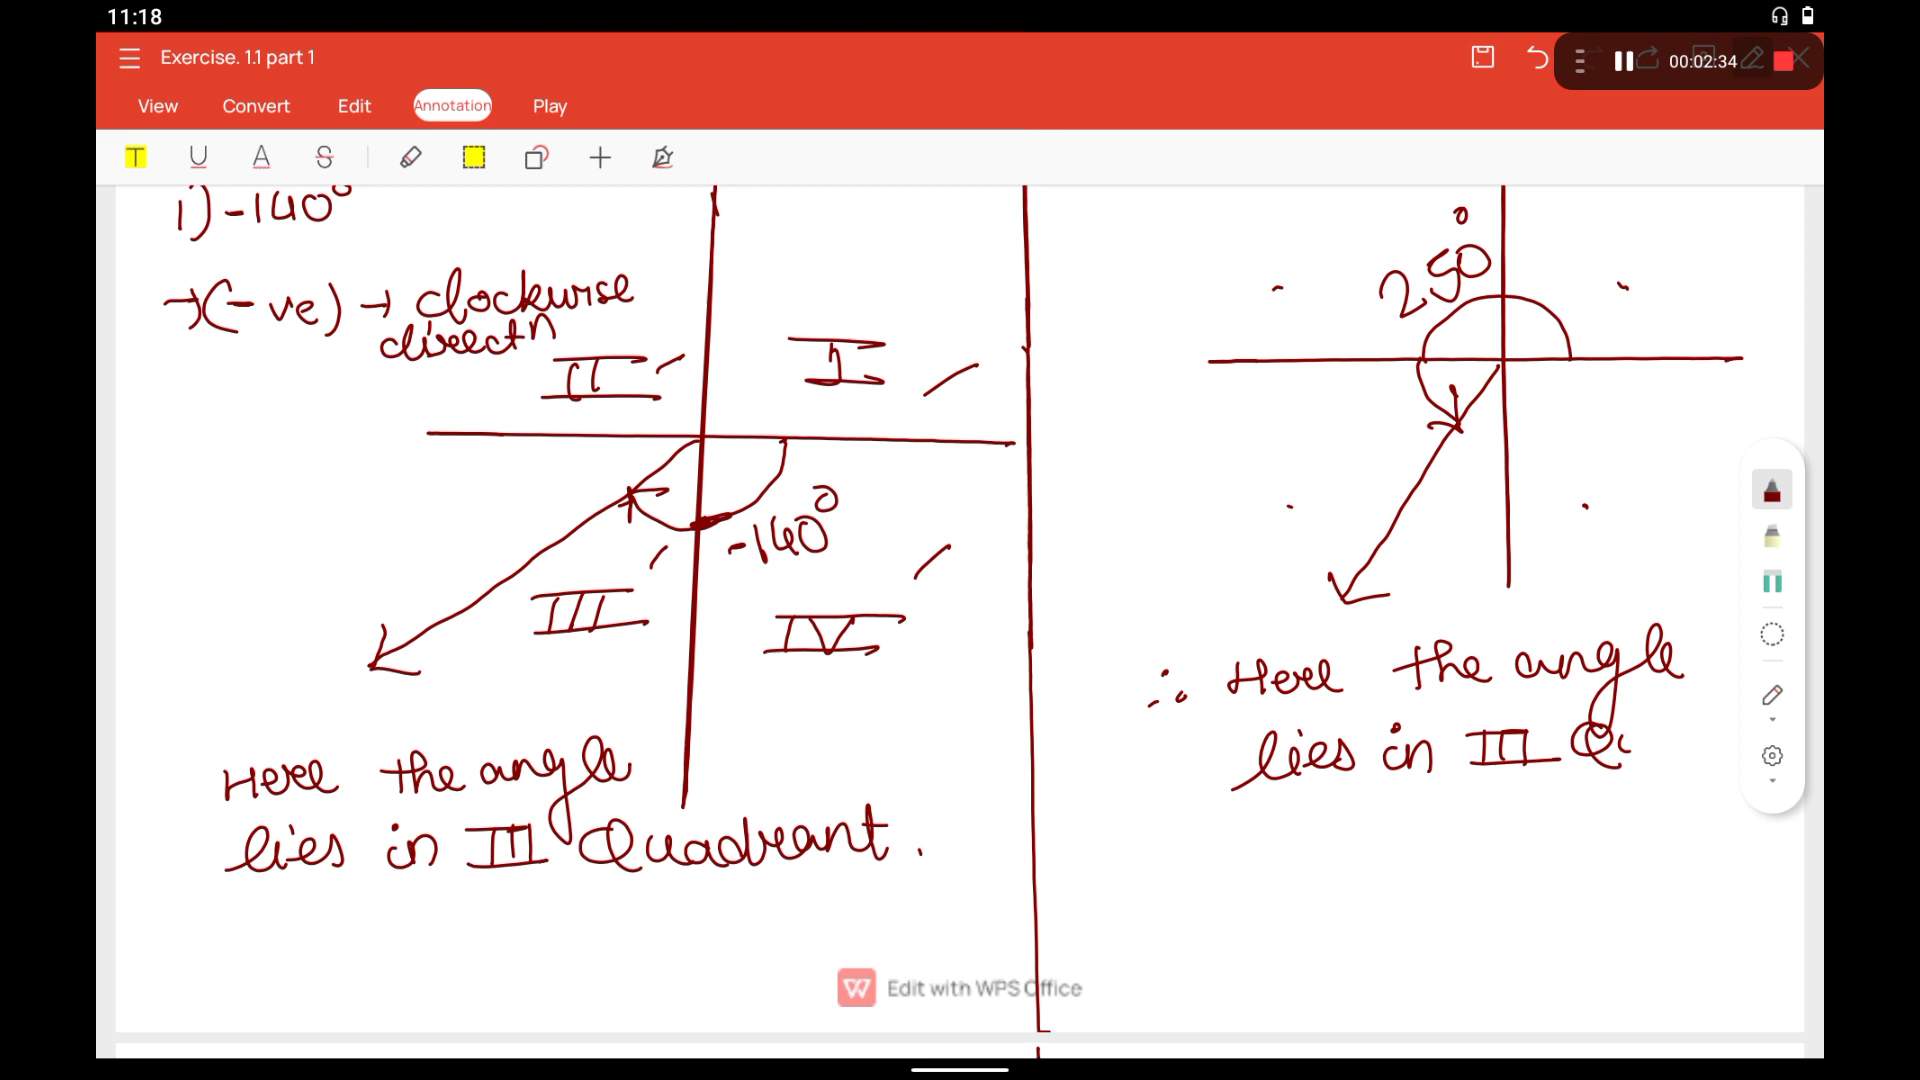 11:18
Exercise. 1.1 part 1
00:02:34
View Convert Edit Annotation Play
T U A S
i) -140°
→(-ve) → clockwise
directn
II I
-140°
III IV
Here the angle
lies in III Quadrant.
250°
∴ Here the angle
lies in III Q
Edit with WPS Office